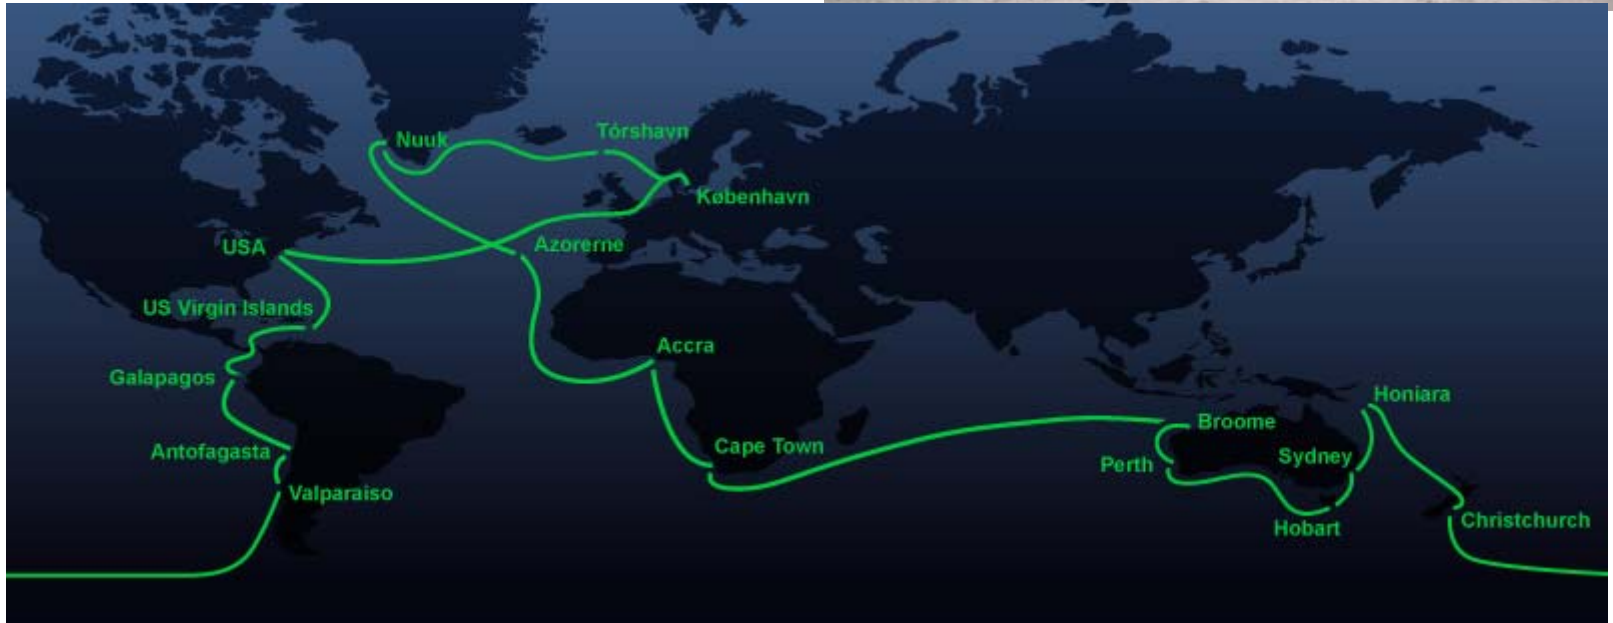 Tórshavn
Nuuk
København
USA
Azorerne
US Virgin Islands
Accra
Galapagos
Honiara
Broome
Cape Town
Antofagasta
Sydney
Perth
Valparaiso
Christchurch
Hobart